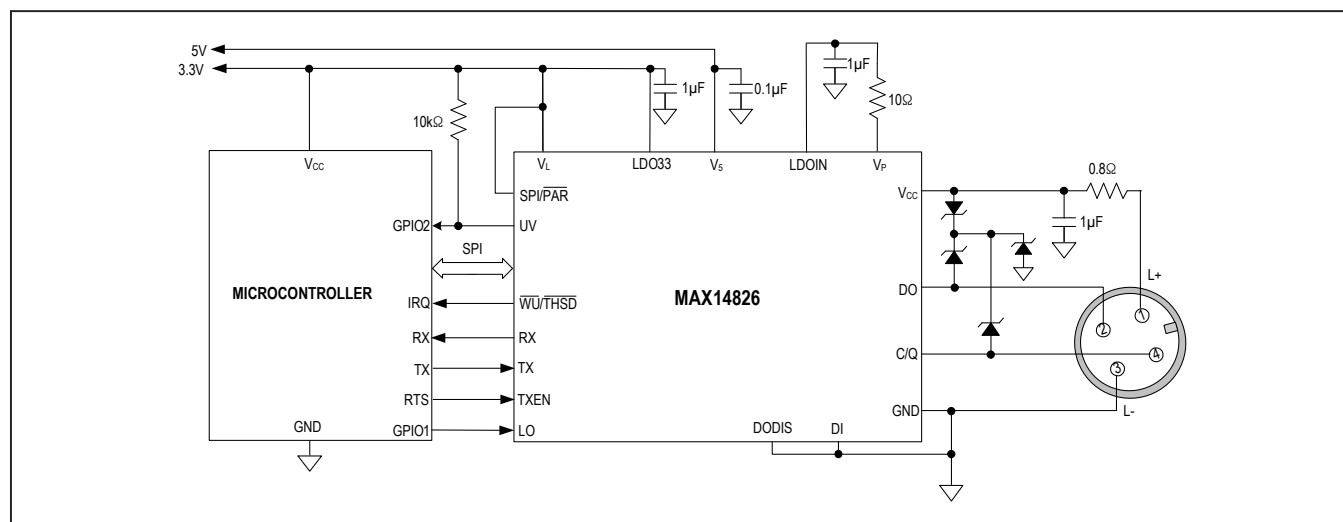 5V
3.3V
1µF
0.1µF
1µF
10Ω
10kΩ
VCC
VL
LDO33
V5
LDOIN
VP
SPI/PAR
VCC
0.8Ω
1µF
GPIO2
UV
SPI
MICROCONTROLLER
MAX14826
L+
IRQ
WU/THSD
DO
1
2
RX
RX
C/Q
4
TX
TX
3
RTS
TXEN
GND
L-
GND
GPIO1
LO
DODIS
DI